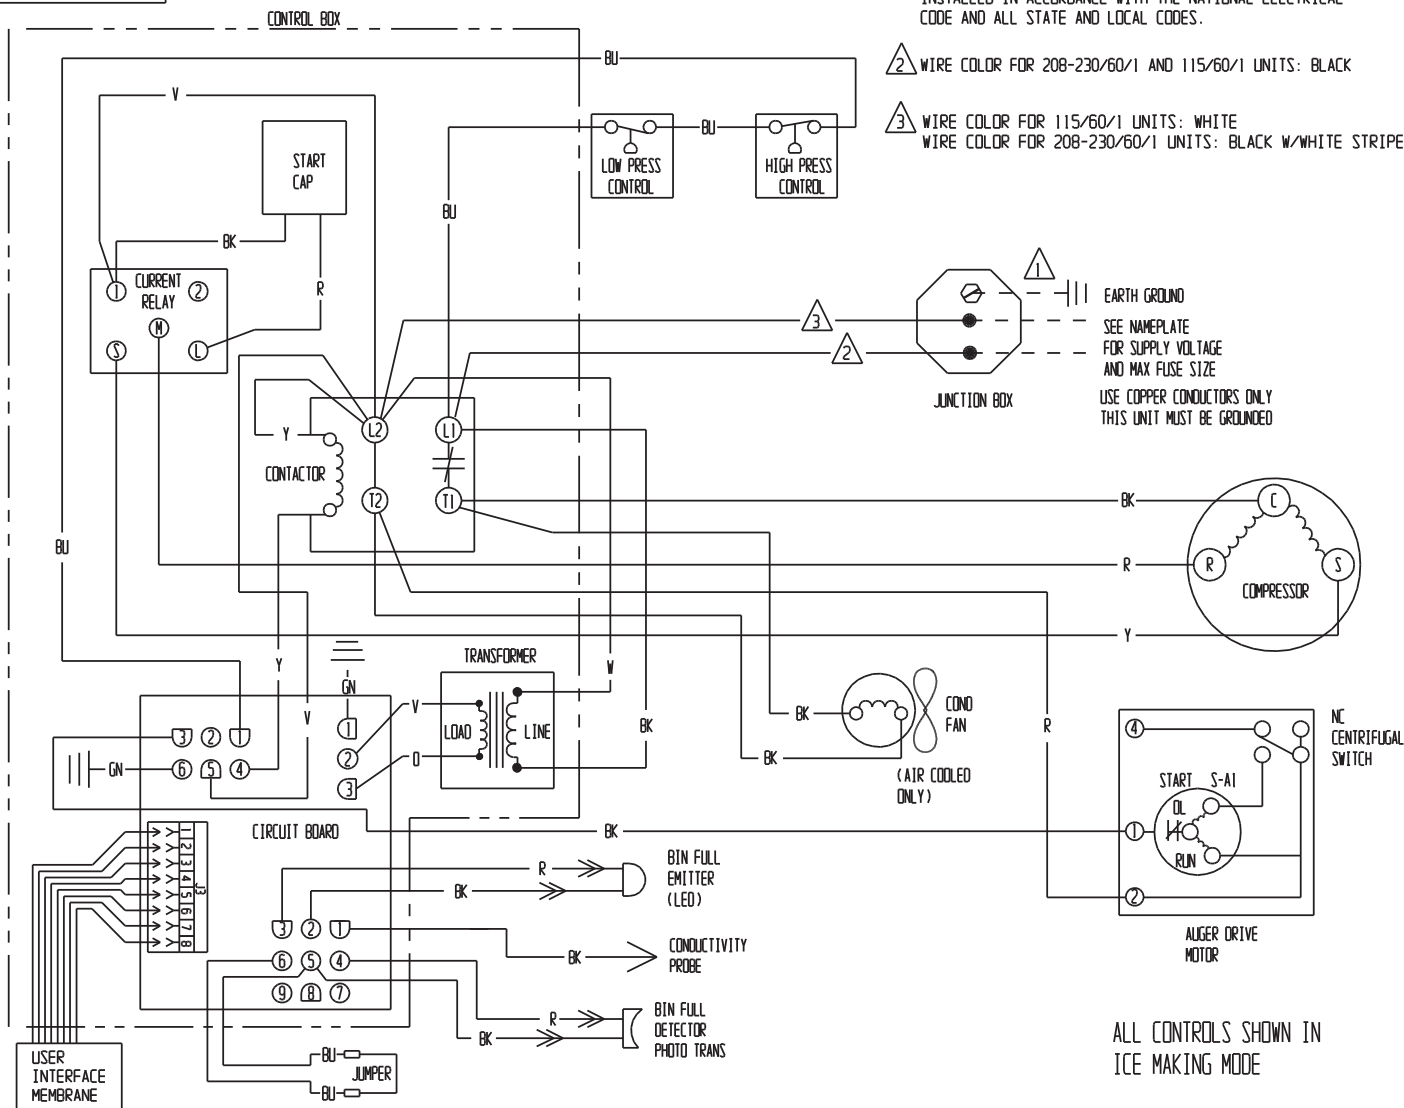 CONTROL BOX
CODE AND ALL STATE AND LOCAL CODES.
BU
2 WIRE COLOR FOR 208-230/60/1 AND 115/60/1 UNITS: BLACK
V
3 WIRE COLOR FOR 115/60/1 UNITS: WHITE
WIRE COLOR FOR 208-230/60/1 UNITS: BLACK W/WHITE STRIPE
BU
START
CAP
LOW PRESS
CONTROL
HIGH PRESS
CONTROL
BU
BK
R
1
CURRENT
RELAY
2
M
S
L
1
EARTH GROUND
3
SEE NAMEPLATE
FOR SUPPLY VOLTAGE
AND MAX FUSE SIZE
2
JUNCTION BOX
USE COPPER CONDUCTORS ONLY
THIS UNIT MUST BE GROUNDED
Y
L2
L1
CONTACTOR
T2
T1
BK
C
BU
R
R
S
COMPRESSOR
Y
Y
TRANSFORMER
W
GN
V
V
LOAD
LINE
BK
O
1
2
3
3
2
1
GN
6
5
4
BK
COND
FAN
BK
(AIR COOLED
ONLY)
R
4
NC
CENTRIFUGAL
SWITCH
START S-A1
OL
1
RUN
2
AUGER DRIVE
MOTOR
CIRCUIT BOARD
BK
1
2
3
4
5
6
7
8
J3
R
BIN FULL
EMITTER
(LED)
BK
3
2
1
6
5
4
9
8
7
BK
CONDUCTIVITY
PROBE
R
BK
BIN FULL
DETECTOR
PHOTO TRANS
ALL CONTROLS SHOWN IN
ICE MAKING MODE
USER
INTERFACE
MEMBRANE
BU
JUMPER
BU